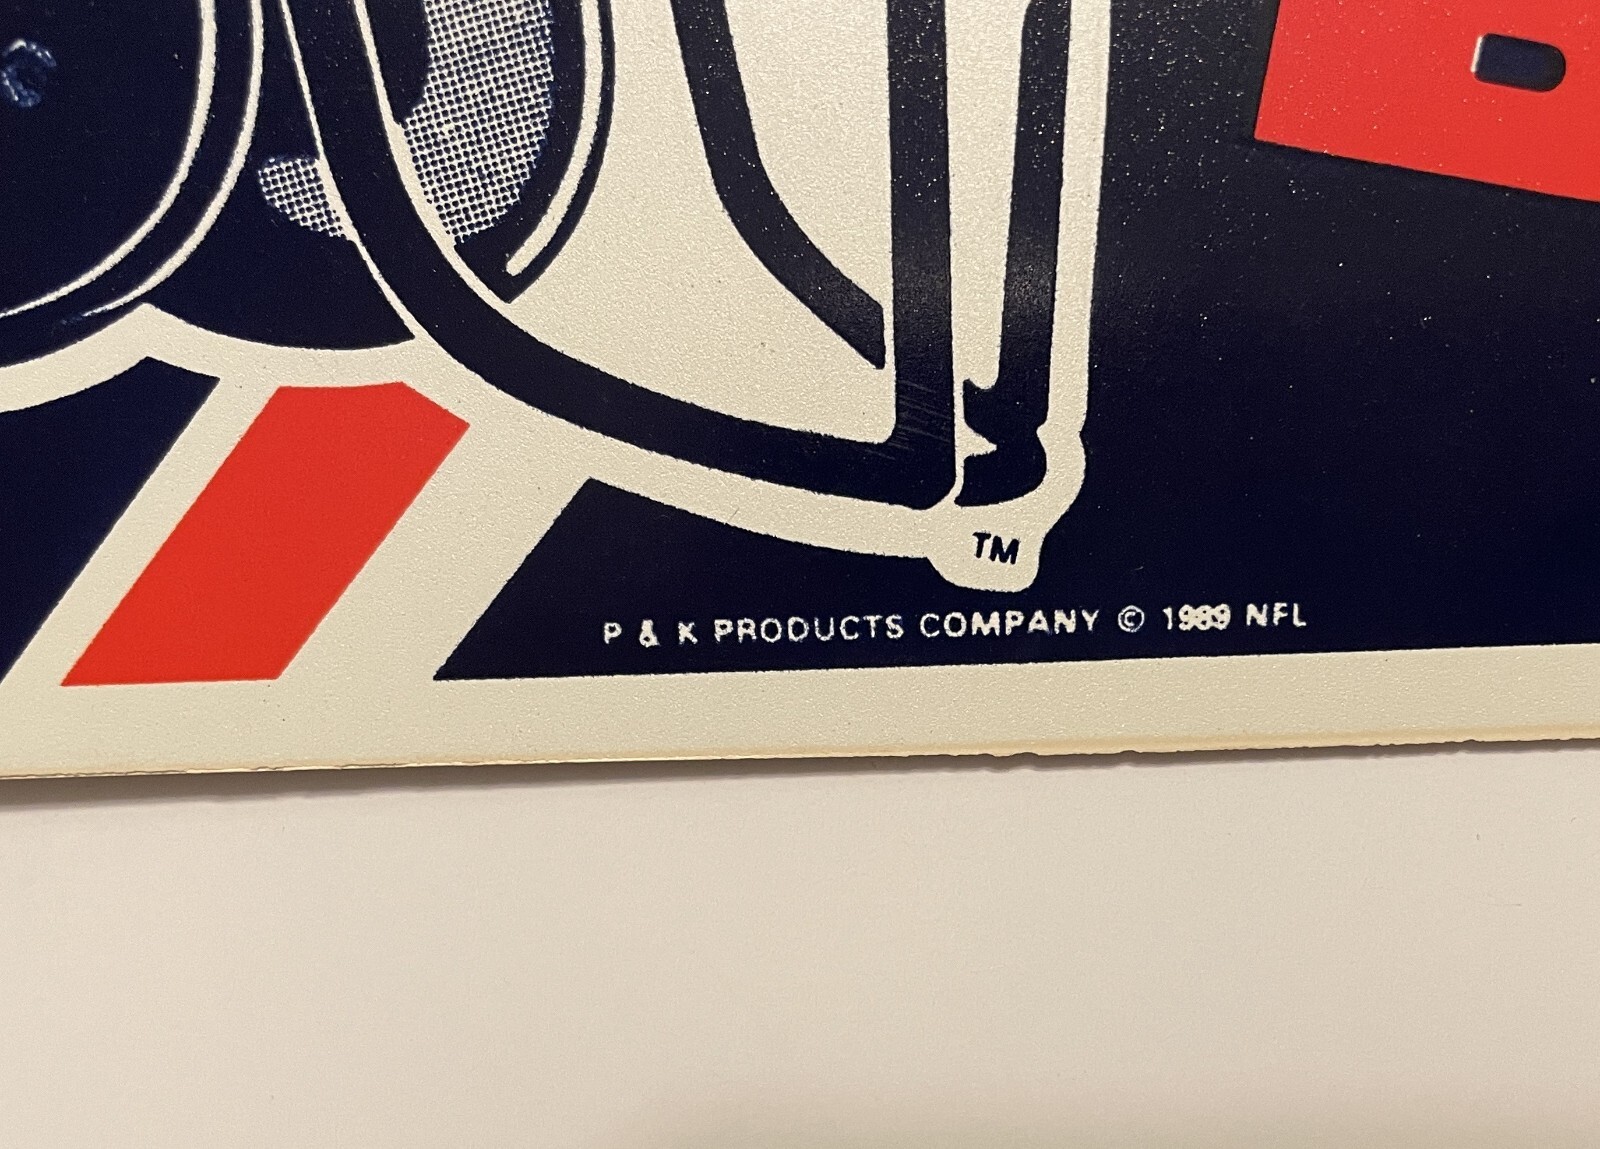 TM
P & K PRODUCTS COMPANY © 1989 NFL